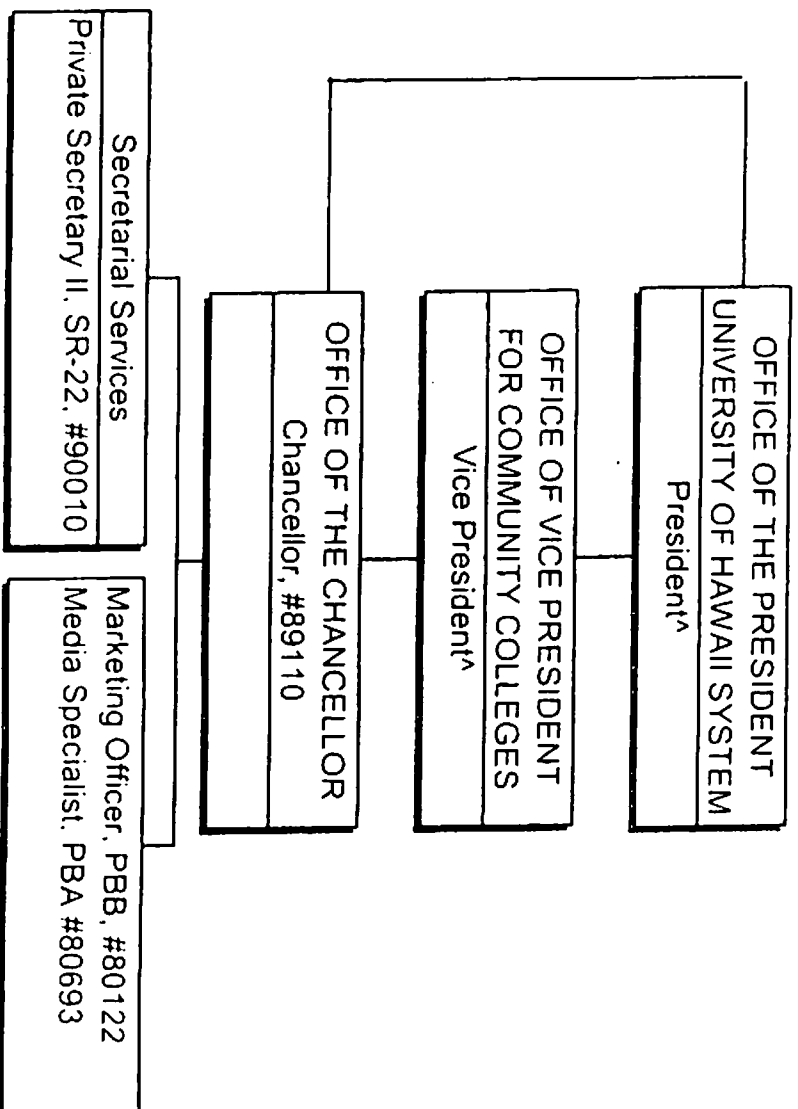 OFFICE OF THE PRESIDENT
UNIVERSITY OF HAWAII SYSTEM
President^
OFFICE OF VICE PRESIDENT
FOR COMMUNITY COLLEGES
Vice President^
OFFICE OF THE CHANCELLOR
Chancellor, #89110
Secretarial Services
Private Secretary II, SR-22, #90010
Marketing Officer, PBB, #80122
Media Specialist. PBA #80693